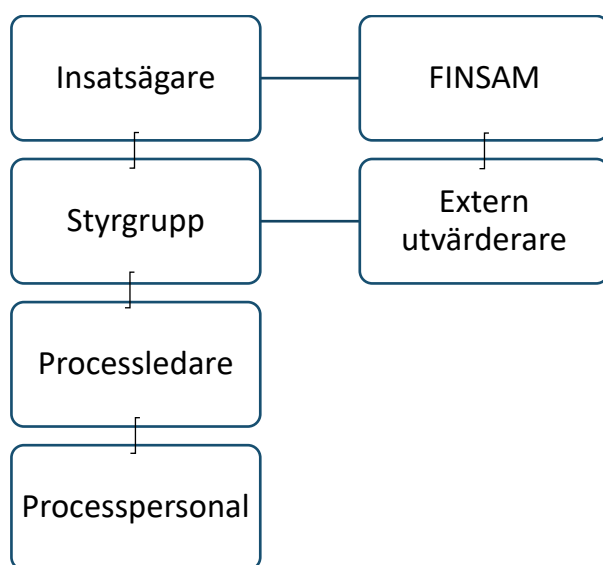 Insatsägare
FINSAM
Styrgrupp
Extern
utvärderare
Processledare
Processpersonal